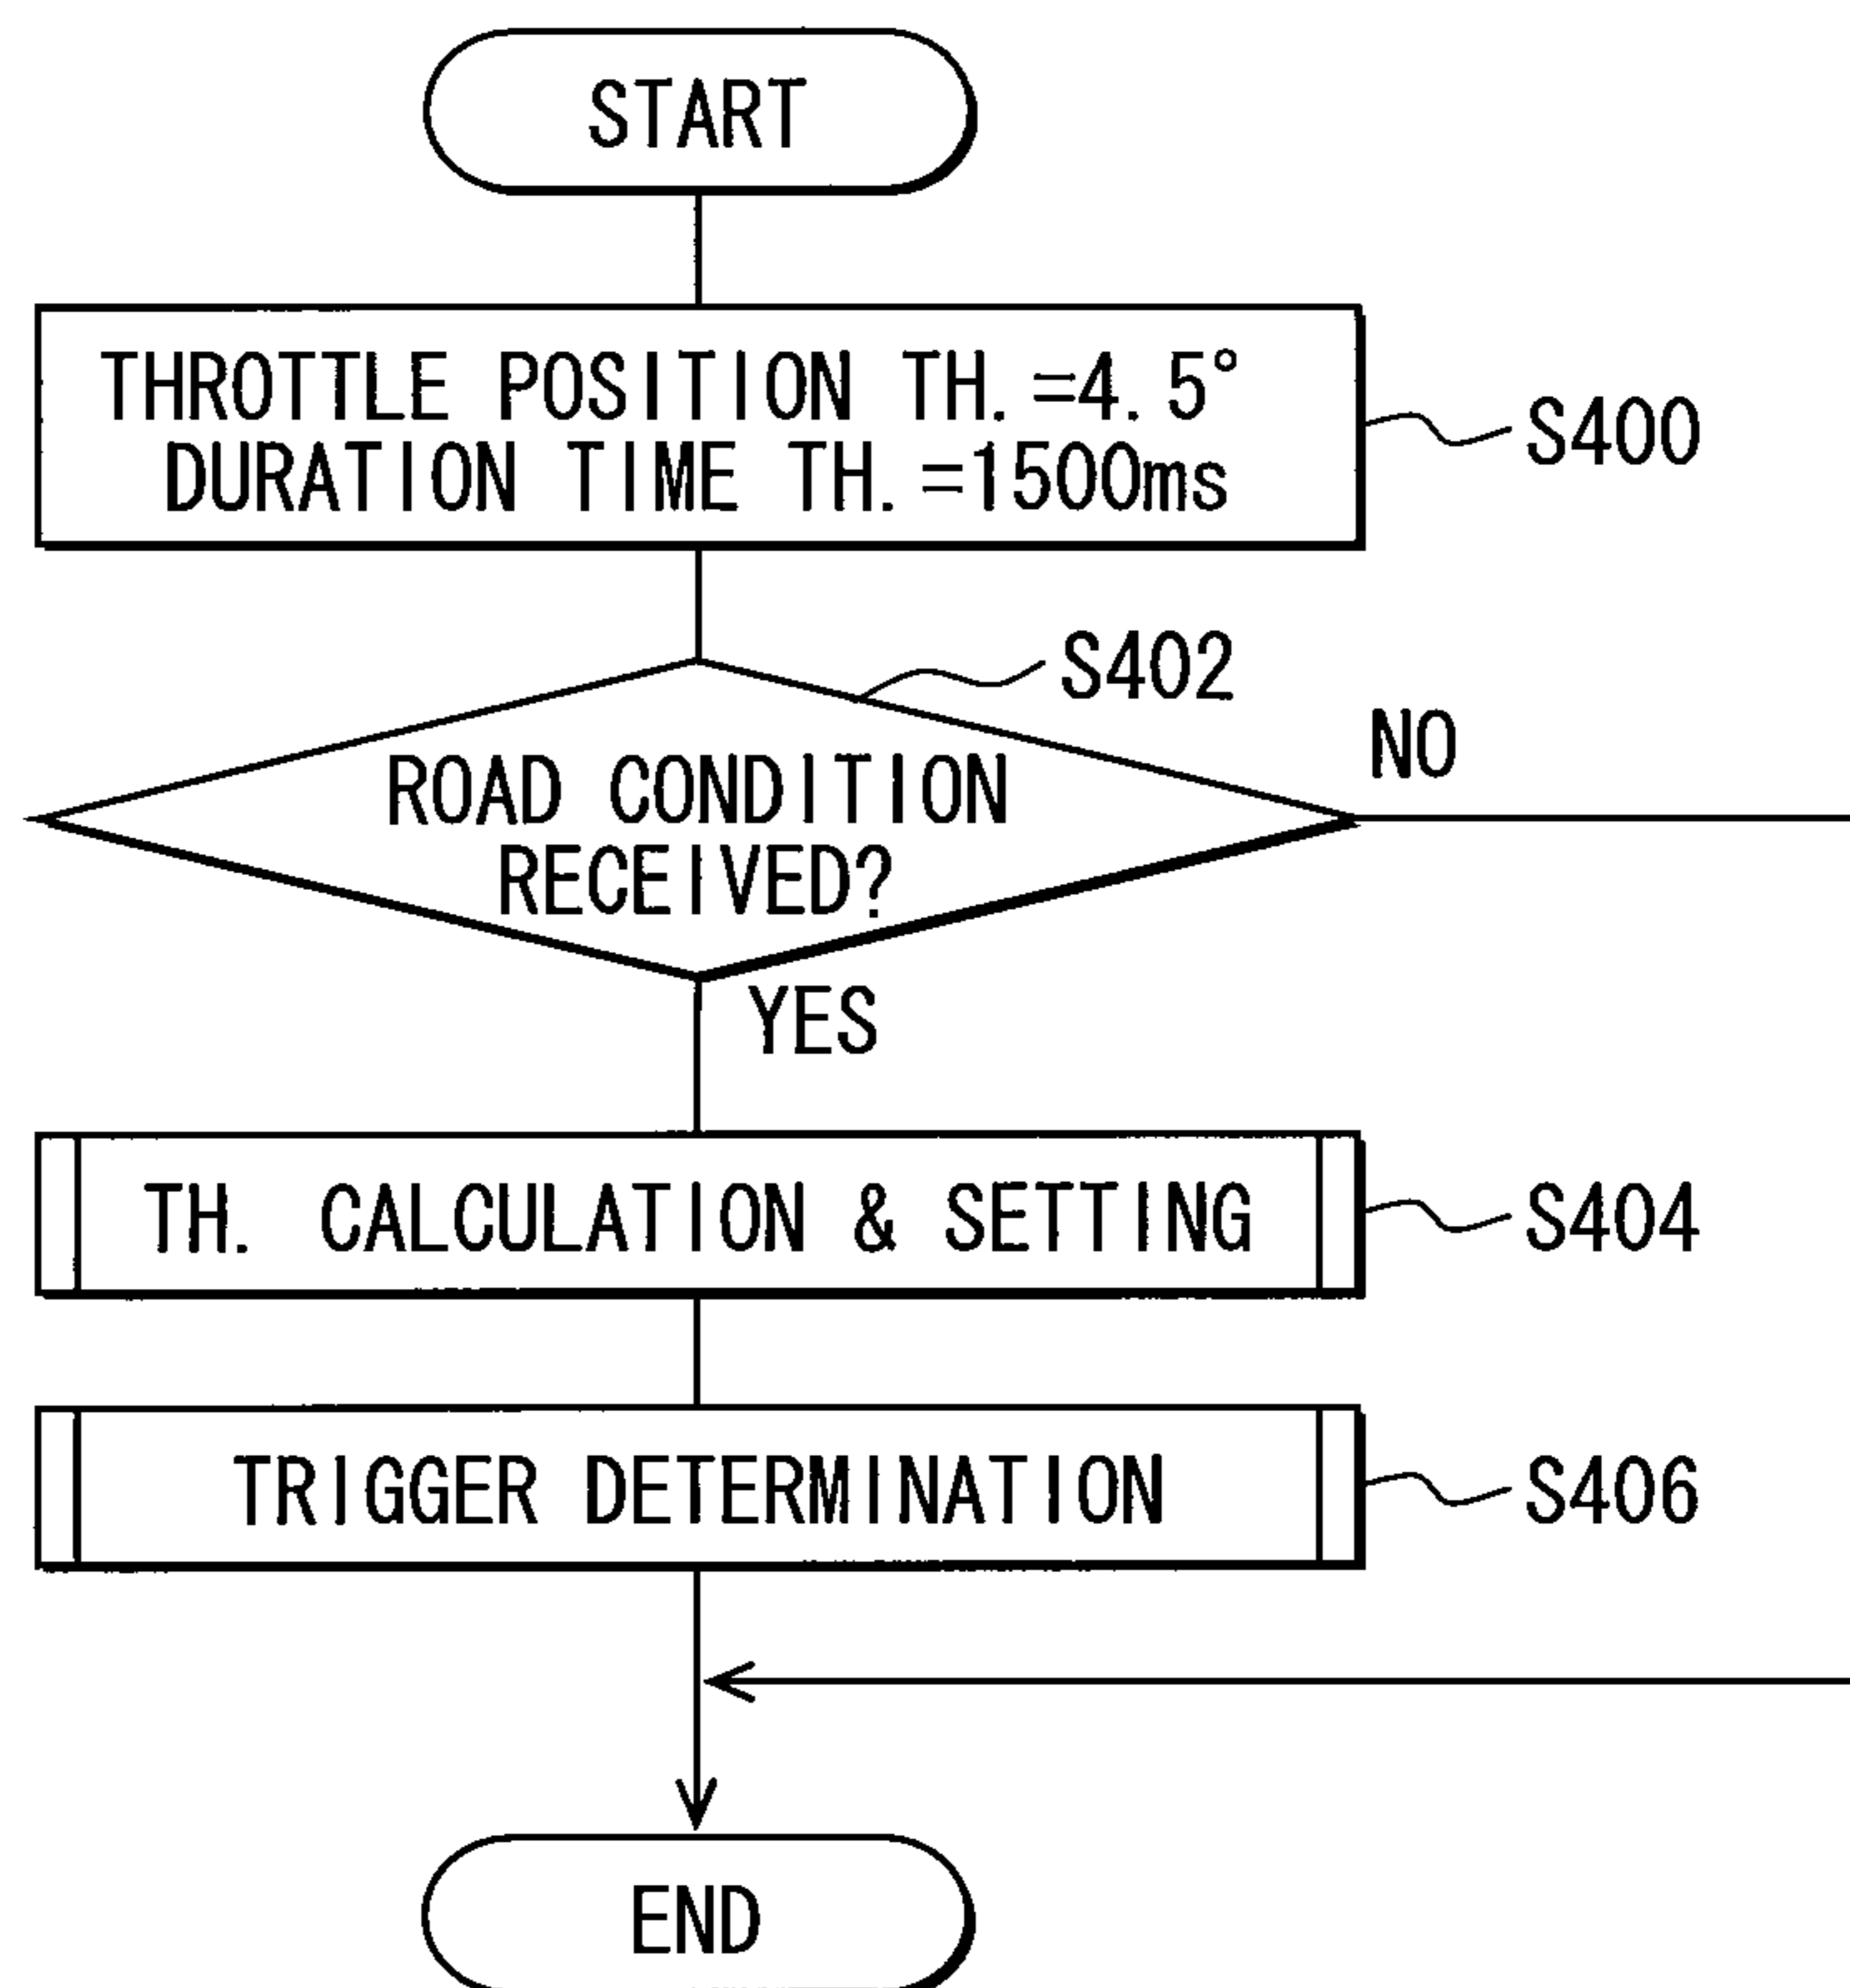 START
THROTTLE POSITION TH.=4.5°
DURATION TIME TH.=1500ms
S400
S402
ROAD CONDITION
RECEIVED?
NO
YES
TH. CALCULATION & SETTING
S404
TRIGGER DETERMINATION
S406
END